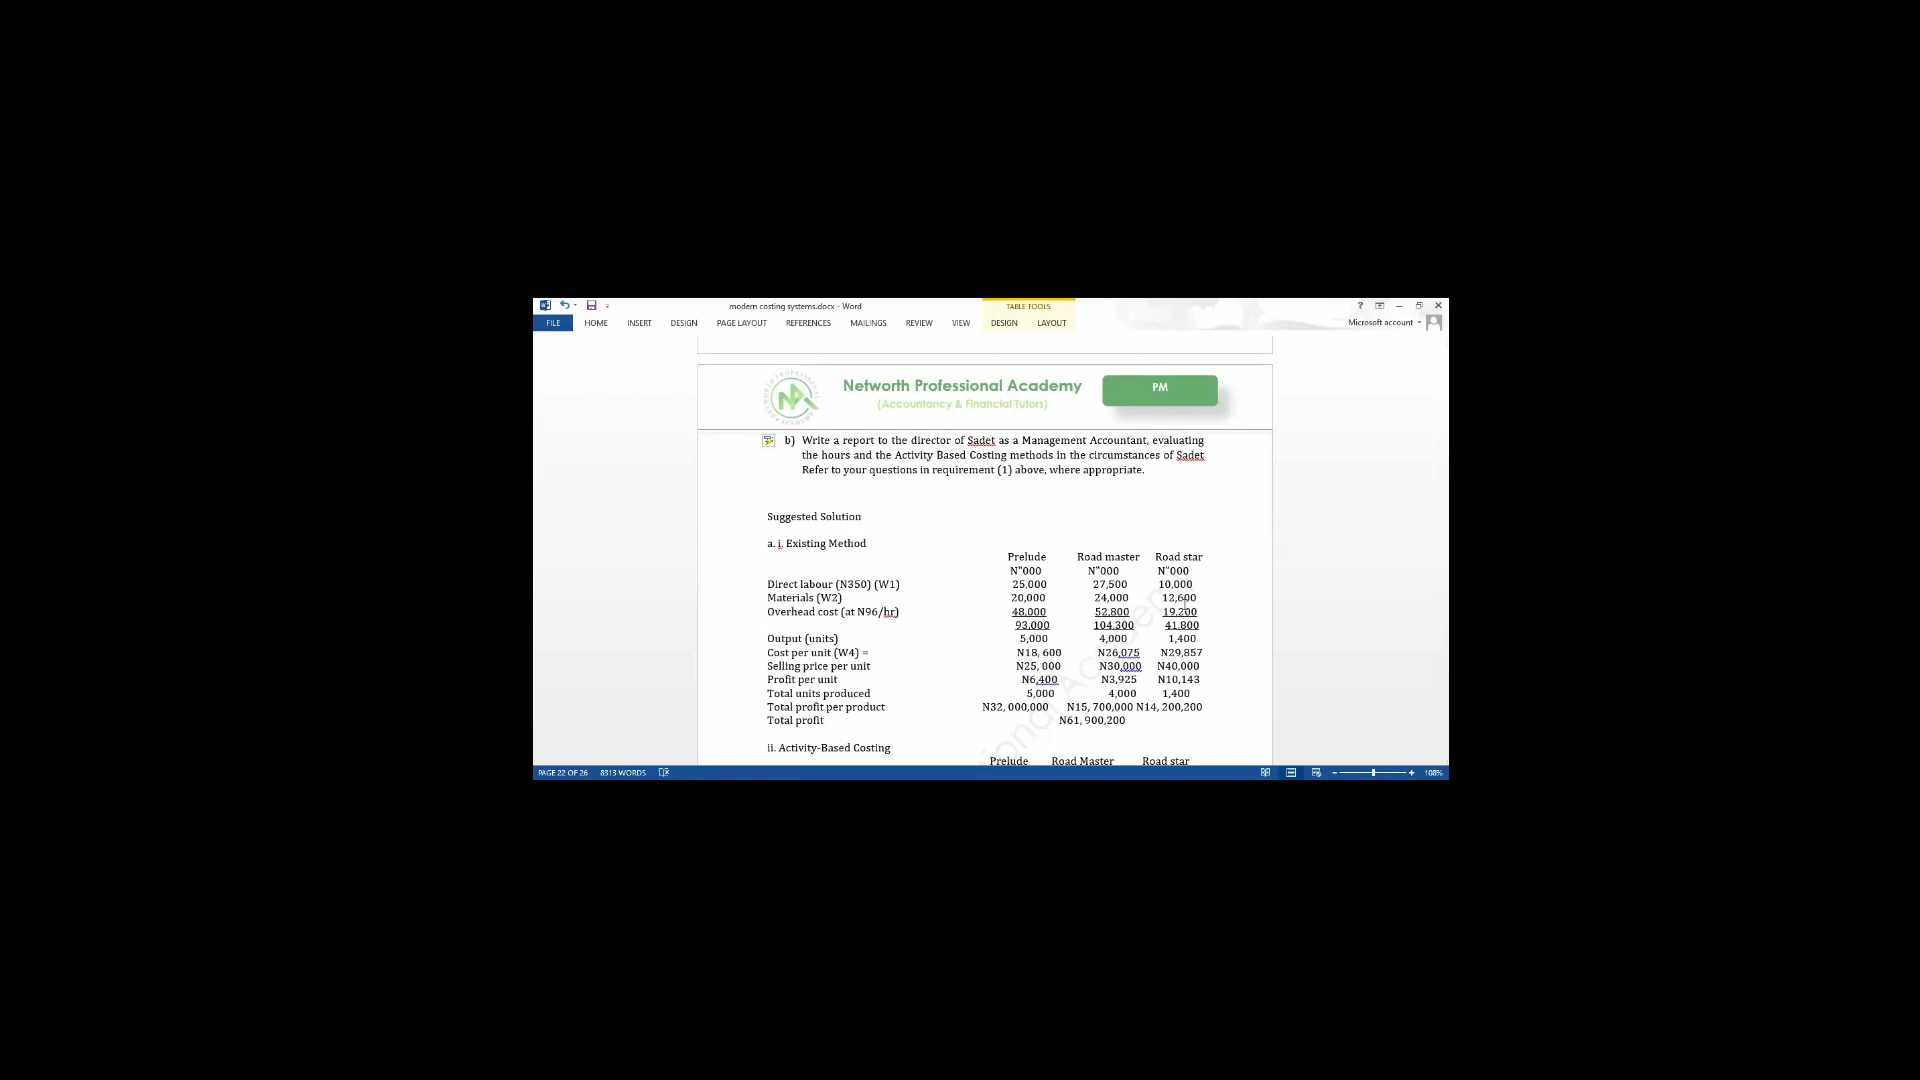 modern costing systems.docx - Word
TABLE TOOLS
FILE HOME INSERT DESIGN PAGE LAYOUT REFERENCES MAILINGS REVIEW VIEW DESIGN LAYOUT Microsoft account
Networth Professional Academy
(Accountancy & Financial Tutors)
PM
b) Write a report to the director of Sadet as a Management Accountant, evaluating
the hours and the Activity Based Costing methods in the circumstances of Sadet
Refer to your questions in requirement (1) above, where appropriate.
Suggested Solution
a. i. Existing Method
Prelude Road master Road star
N"000 N"000 N"000
Direct labour (N350) (W1) 25,000 27,500 10,000
Materials (W2) 20,000 24,000 12,600
Overhead cost (at N96/hr) 48,000 52,800 19,200
93,000 104,300 41,800
Output (units) 5,000 4,000 1,400
Cost per unit (W4) = N18, 600 N26,075 N29,857
Selling price per unit N25, 000 N30,000 N40,000
Profit per unit N6,400 N3,925 N10,143
Total units produced 5,000 4,000 1,400
Total profit per product N32, 000,000 N15, 700,000 N14, 200,200
Total profit N61, 900,200
ii. Activity-Based Costing
Prelude Road Master Road star
PAGE 22 OF 26 8313 WORDS 108%